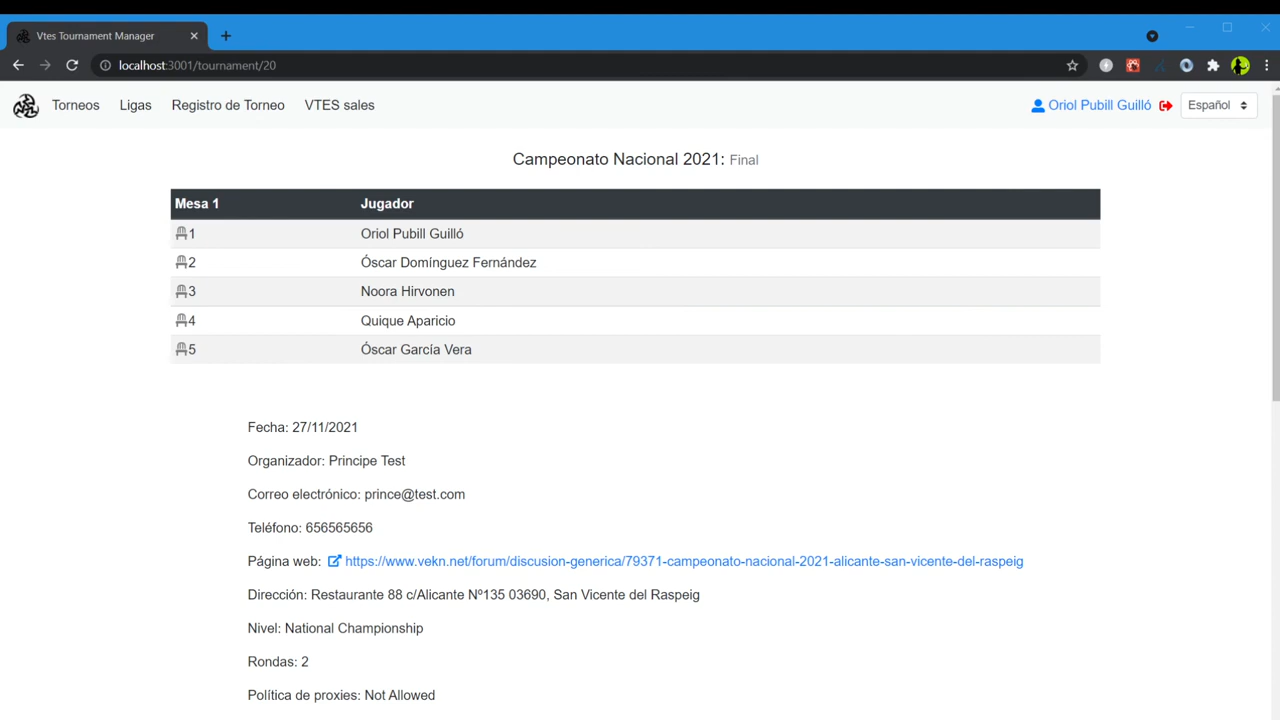 Vtes Tournament Manager
localhost:3001/tournament/20
Torneos Ligas Registro de Torneo VTES sales Oriol Pubill Guilló Español
Campeonato Nacional 2021: Final
Mesa 1 Jugador
1 Oriol Pubill Guilló
2 Óscar Domínguez Fernández
3 Noora Hirvonen
4 Quique Aparicio
5 Óscar García Vera
Fecha: 27/11/2021
Organizador: Principe Test
Correo electrónico: prince@test.com
Teléfono: 656565656
Página web: https://www.vekn.net/forum/discusion-generica/79371-campeonato-nacional-2021-alicante-san-vicente-del-raspeig
Dirección: Restaurante 88 c/Alicante Nº135 03690, San Vicente del Raspeig
Nivel: National Championship
Rondas: 2
Política de proxies: Not Allowed